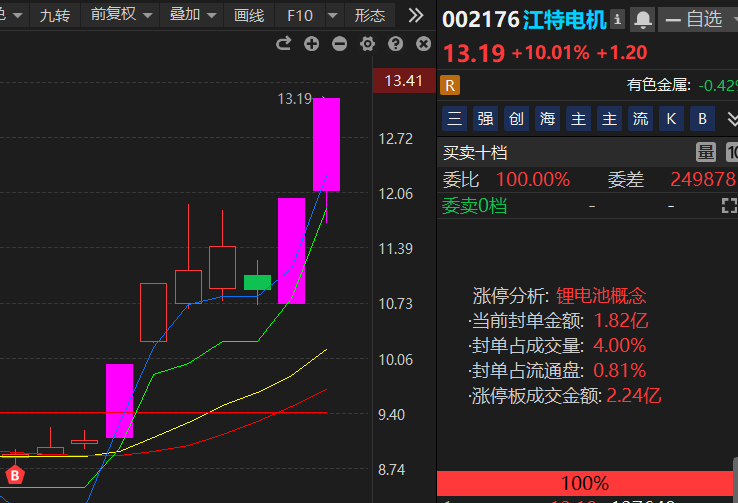 九转 前复权 叠加 画线 F10 形态
002176 江特电机 自选
13.19 +10.01% +1.20
R 有色金属: -0.42%
三 强 创 海 主 主 流 K B
买卖十档 量
委比 100.00% 委差 249878
委卖0档 - -
13.41
13.19
12.72
12.06
11.39
10.73
10.06
9.40
8.74
B
涨停分析: 锂电池概念
·当前封单金额: 1.82亿
·封单占成交量: 4.00%
·封单占流通盘: 0.81%
·涨停板成交金额: 2.24亿
100%